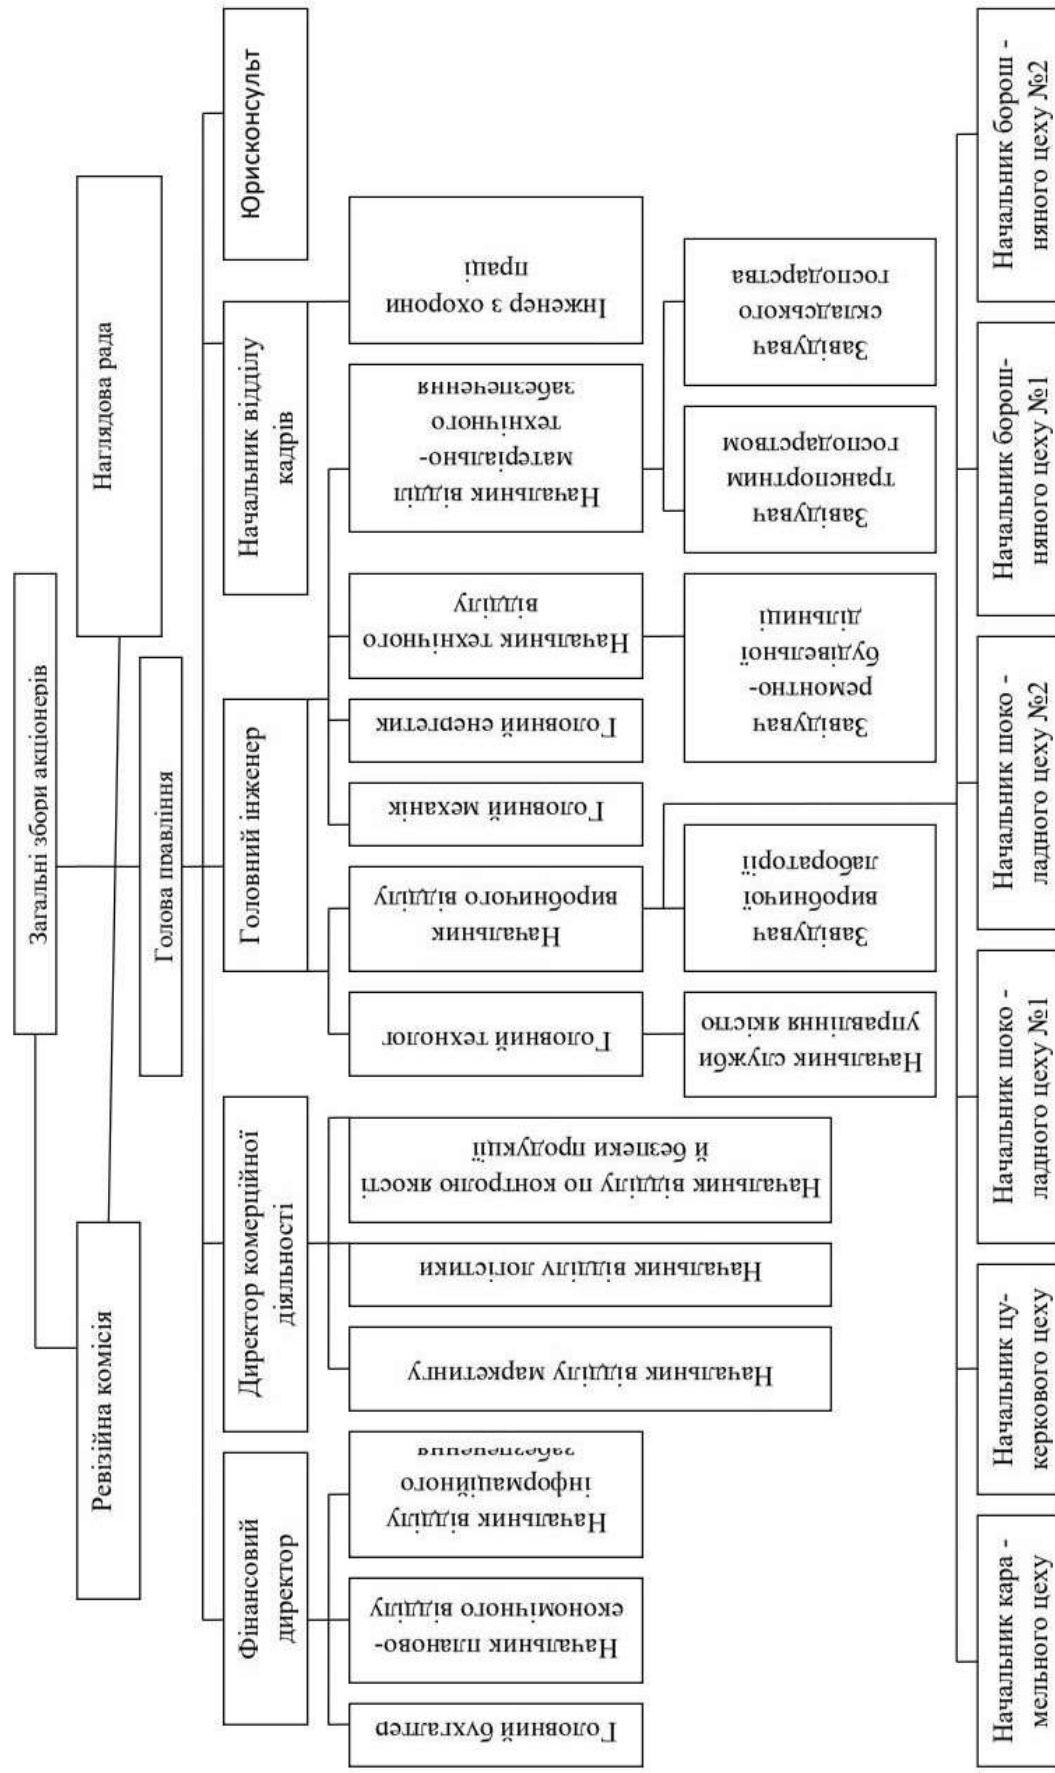 Загальні збори акціонерів
Ревізійна комісія
Наглядова рада
Голова правління
Фінансовий
директор
Директор комерційної
діяльності
Головний інженер
Начальник відділу
кадрів
Юрисконсульт
Головний бухгалтер
Начальник планово-
економічного відділу
Начальник відділу
інформаційного
забезпечення
Начальник відділу маркетингу
Начальник відділу логістики
Начальник відділу по контролю якості
й безпеки продукції
Головний технолог
Начальник
виробничого відділу
Головний механік
Головний енергетик
Начальник технічного
відділу
Начальник відділ
матеріально-
технічного
забезпечення
Інженер з охорони
праці
Начальник служби
управління якістю
Завідувач
виробничої
лабораторії
Завідувач
ремонтно-
будівельної
дільниці
Завідувач
транспортним
господарством
Завідувач
складського
господарства
Начальник кара -
мельного цеху
Начальник цу-
керкового цеху
Начальник шоко -
ладного цеху №1
Начальник шоко -
ладного цеху №2
Начальник борош-
няного цеху №1
Начальник борош -
няного цеху №2